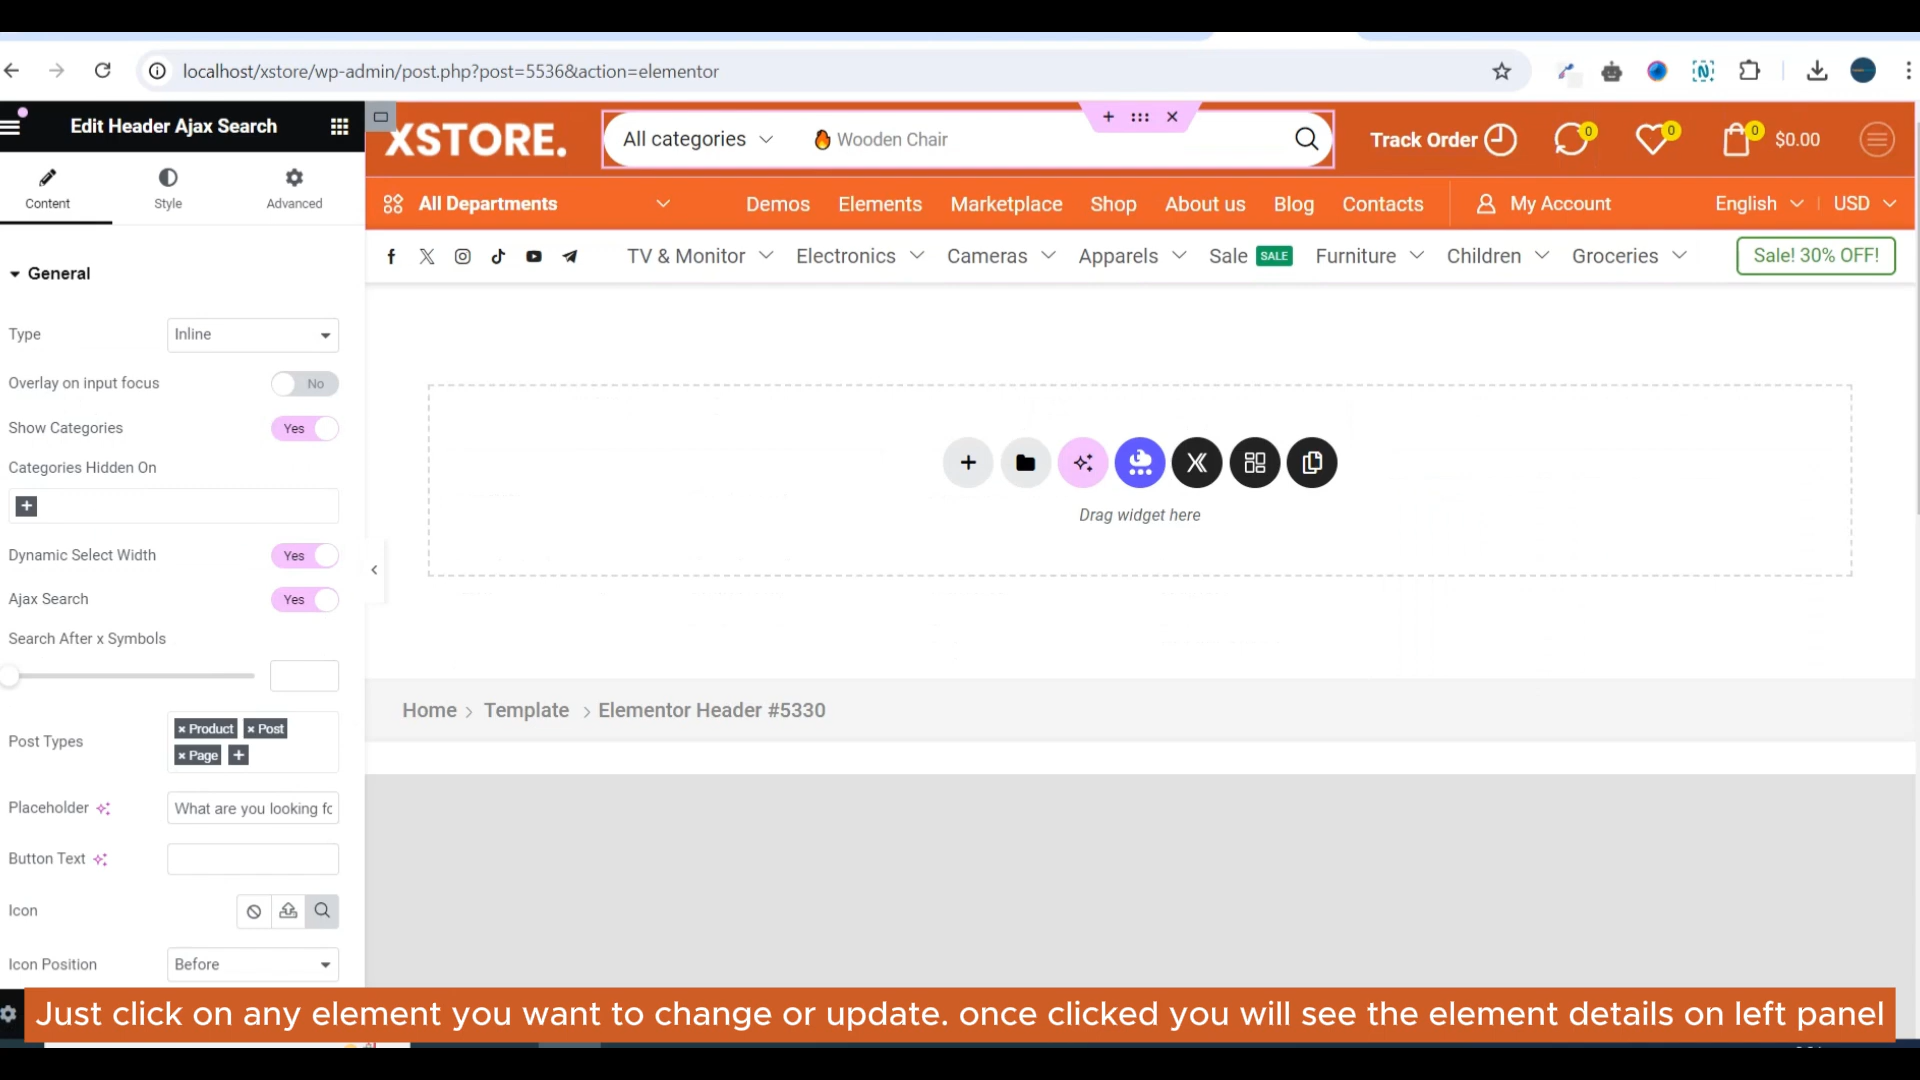 localhost/xstore/wp-admin/post.php?post=5536&action=elementor
Edit Header Ajax Search
Content
Style
Advanced
General
Type
Inline
Overlay on input focus
No
Show Categories
Yes
Categories Hidden On
+
Dynamic Select Width
Yes
Ajax Search
Yes
Search After x Symbols
Post Types
× Product × Post
× Page +
Placeholder
What are you looking fo
Button Text
Icon
Icon Position
Before
XSTORE.
All categories
🔥 Wooden Chair
Track Order
0
0
0
$0.00
All Departments
Demos
Elements
Marketplace
Shop
About us
Blog
Contacts
My Account
English
USD
TV & Monitor
Electronics
Cameras
Apparels
Sale
SALE
Furniture
Children
Groceries
Sale! 30% OFF!
Drag widget here
Home > Template > Elementor Header #5330
Just click on any element you want to change or update. once clicked you will see the element details on left panel